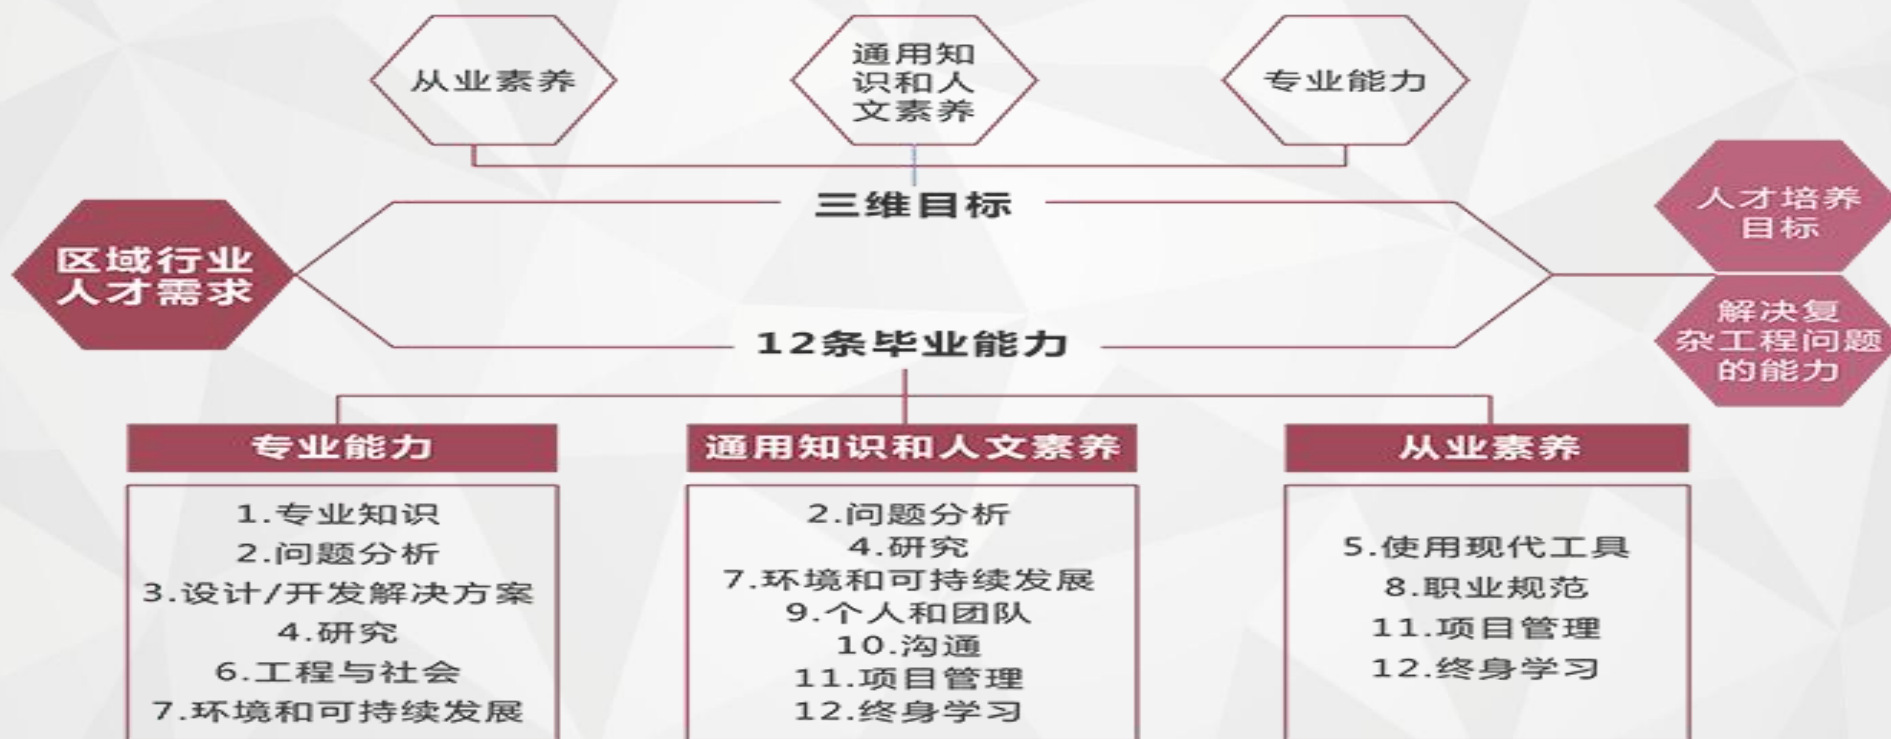 从业素养
通用知
识和人
文素养
专业能力
三维目标
区域行业
人才需求
人才培养
目标
12条毕业能力
解决复
杂工程问题
的能力
专业能力
1.专业知识
2.问题分析
3.设计/开发解决方案
4.研究
6.工程与社会
7.环境和可持续发展
通用知识和人文素养
2.问题分析
4.研究
7.环境和可持续发展
9.个人和团队
10.沟通
11.项目管理
12.终身学习
从业素养
5.使用现代工具
8.职业规范
11.项目管理
12.终身学习